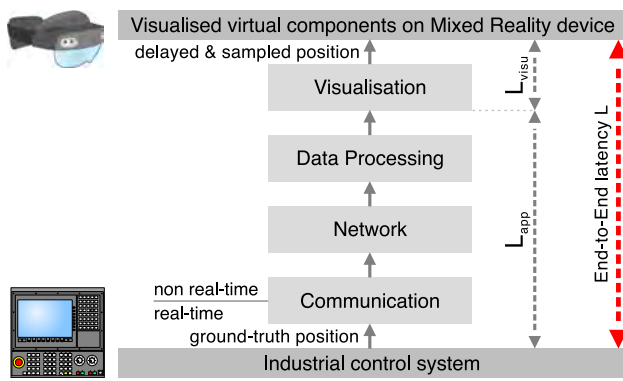 Visualised virtual components on Mixed Reality device
delayed & sampled position
Visualisation
L_visu
Data Processing
Network
L_app
End-to-End latency L
non real-time
real-time
Communication
ground-truth position
Industrial control system